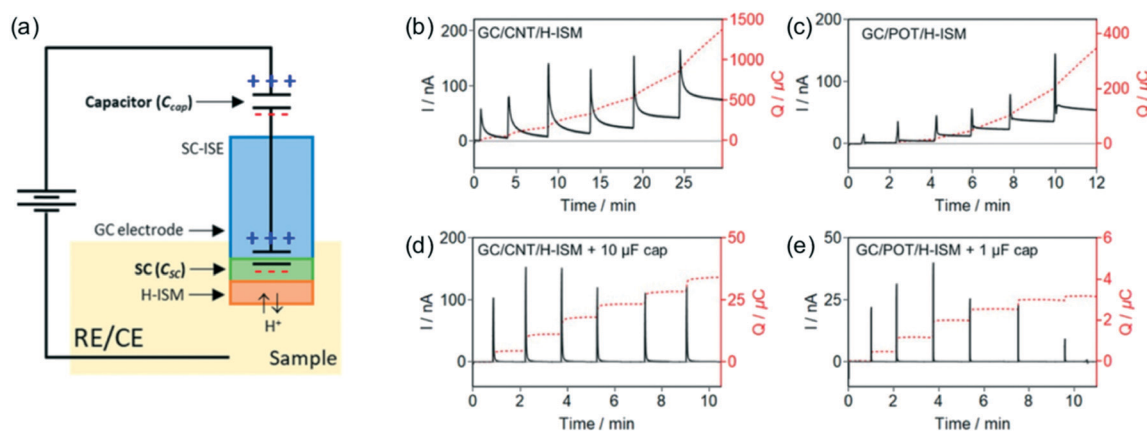 (a)
Capacitor (Ccap)
+ + +
- - -
SC-ISE
GC electrode
+ + +
SC (CSC)
- - -
H-ISM
H+
RE/CE
Sample
(b)
GC/CNT/H-ISM
I / nA
200
100
0
Q / µC
1500
1000
500
0
0 5 10 15 20 25
Time / min
(c)
GC/POT/H-ISM
I / nA
200
100
0
Q / µC
400
200
0
0 2 4 6 8 10 12
Time / min
(d)
GC/CNT/H-ISM + 10 µF cap
I / nA
200
100
0
Q / µC
50
25
0
0 2 4 6 8 10
Time / min
(e)
GC/POT/H-ISM + 1 µF cap
I / nA
50
25
0
Q / µC
6
4
2
0
0 2 4 6 8 10
Time / min